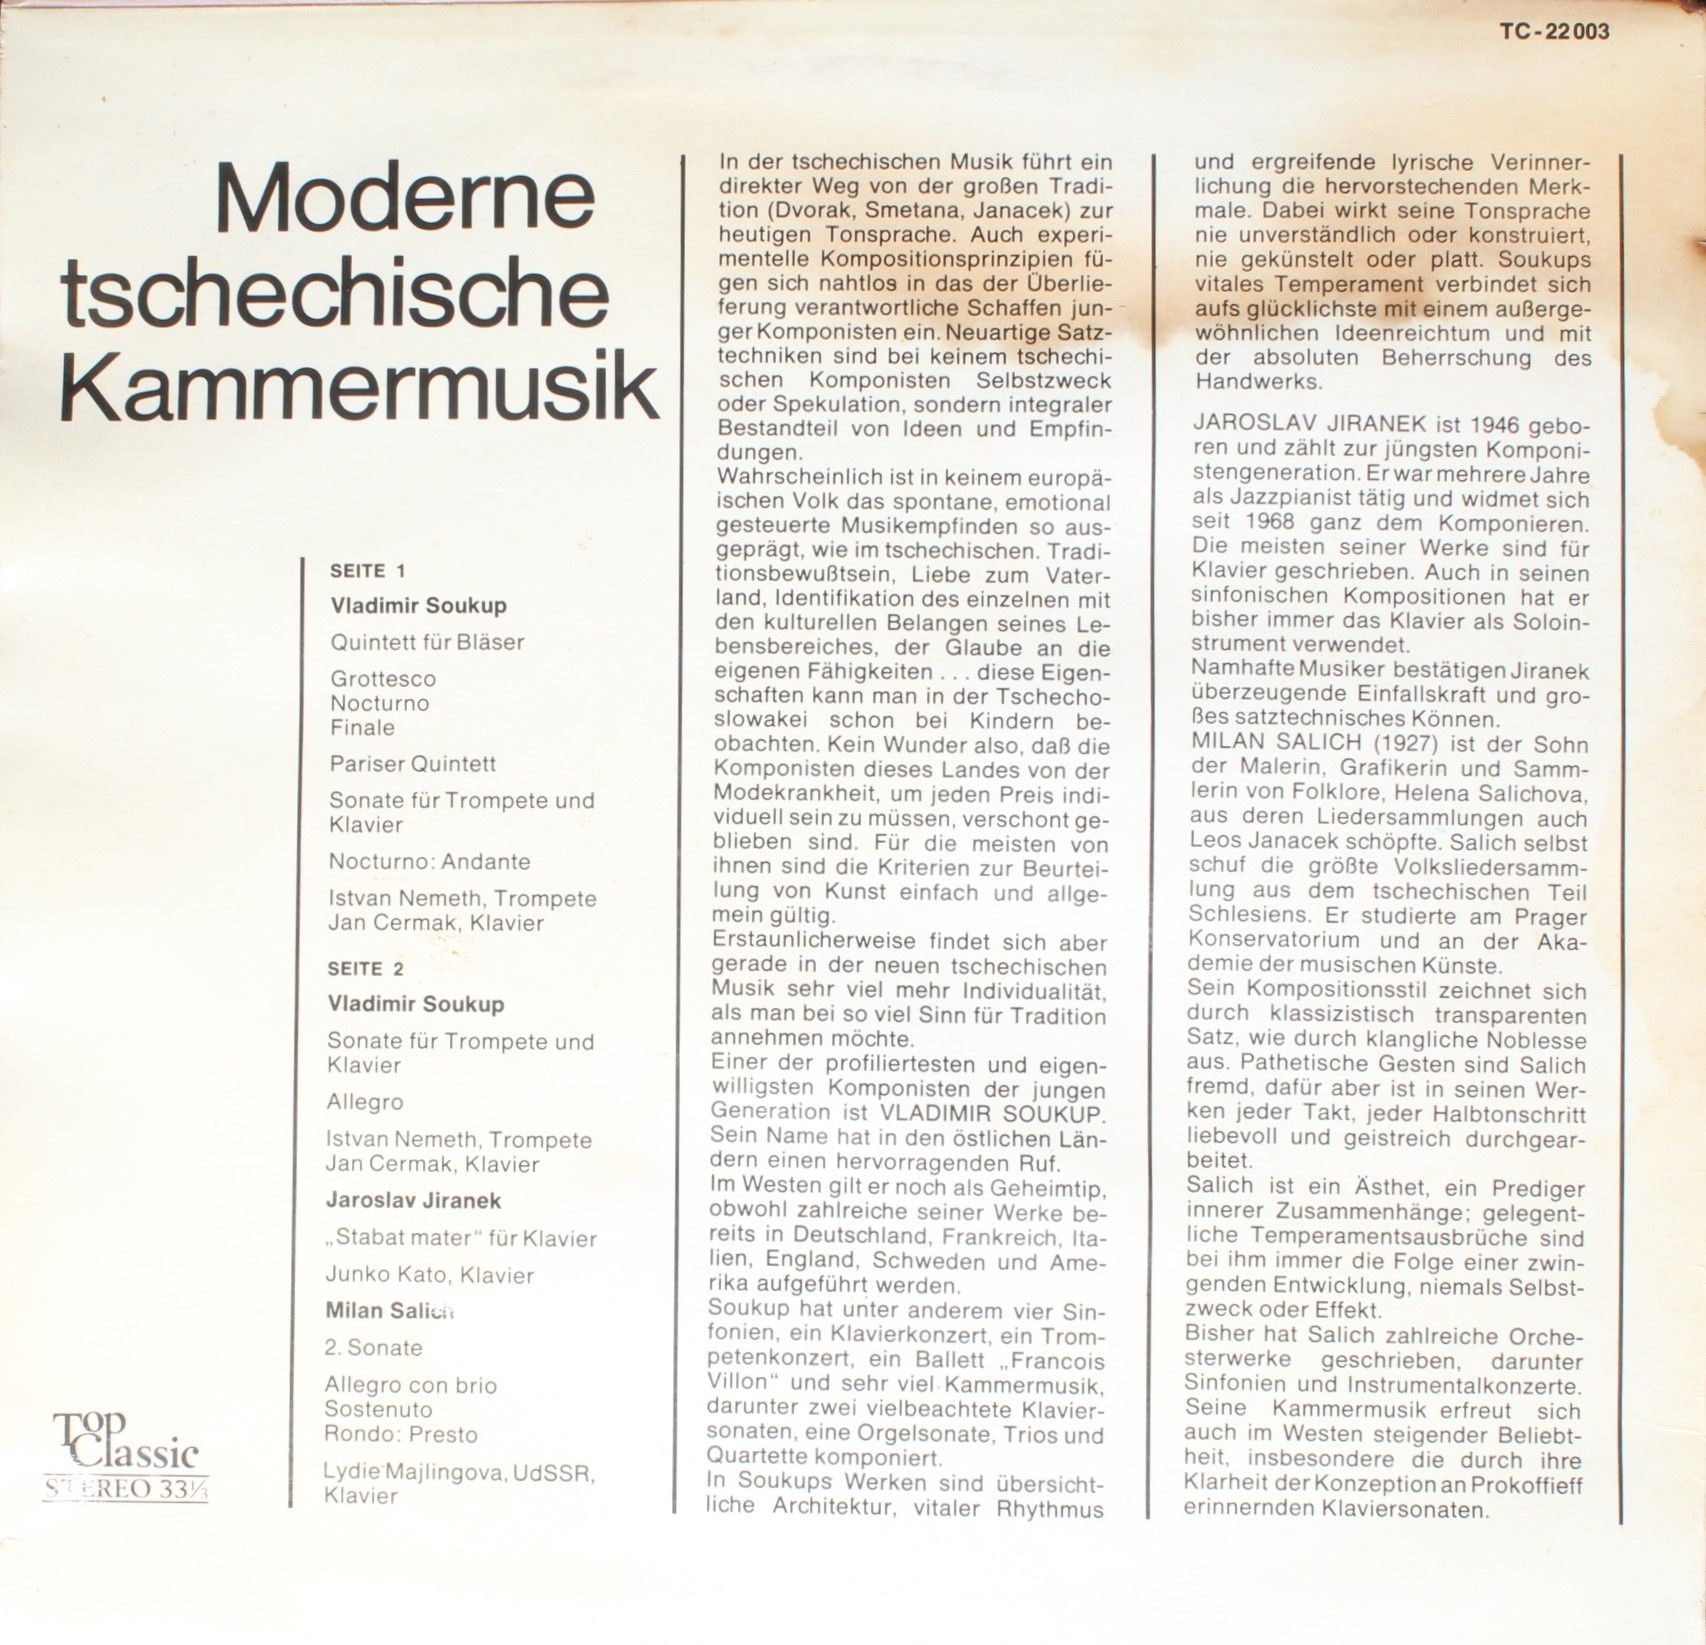 TC-22003
Moderne
tschechische
Kammermusik
SEITE 1
Vladimir Soukup
Quintett für Bläser
Grottesco
Nocturno
Finale
Pariser Quintett
Sonate für Trompete und
Klavier
Nocturno: Andante
Istvan Nemeth, Trompete
Jan Cermak, Klavier
SEITE 2
Vladimir Soukup
Sonate für Trompete und
Klavier
Allegro
Istvan Nemeth, Trompete
Jan Cermak, Klavier
Jaroslav Jiranek
„Stabat mater“ für Klavier
Junko Kato, Klavier
Milan Salich
2. Sonate
Allegro con brio
Sostenuto
Rondo: Presto
Lydie Majlingova, UdSSR,
Klavier
Top
Classic
STEREO 33⅓
In der tschechischen Musik führt ein
direkter Weg von der großen Tradi-
tion (Dvorak, Smetana, Janacek) zur
heutigen Tonsprache. Auch experi-
mentelle Kompositionsprinzipien fü-
gen sich nahtlos in das der Überlie-
ferung verantwortliche Schaffen jun-
ger Komponisten ein. Neuartige Satz-
techniken sind bei keinem tschechi-
schen Komponisten Selbstzweck
oder Spekulation, sondern integraler
Bestandteil von Ideen und Empfin-
dungen.
Wahrscheinlich ist in keinem europä-
ischen Volk das spontane, emotional
gesteuerte Musikempfinden so aus-
geprägt, wie im tschechischen. Tradi-
tionsbewußtsein, Liebe zum Vater-
land, Identifikation des einzelnen mit
den kulturellen Belangen seines Le-
bensbereiches, der Glaube an die
eigenen Fähigkeiten . . . diese Eigen-
schaften kann man in der Tschecho-
slowakei schon bei Kindern be-
obachten. Kein Wunder also, daß die
Komponisten dieses Landes von der
Modekrankheit, um jeden Preis indi-
viduell sein zu müssen, verschont ge-
blieben sind. Für die meisten von
ihnen sind die Kriterien zur Beurtei-
lung von Kunst einfach und allge-
mein gültig.
Erstaunlicherweise findet sich aber
gerade in der neuen tschechischen
Musik sehr viel mehr Individualität,
als man bei so viel Sinn für Tradition
annehmen möchte.
Einer der profiliertesten und eigen-
willigsten Komponisten der jungen
Generation ist VLADIMIR SOUKUP.
Sein Name hat in den östlichen Län-
dern einen hervorragenden Ruf.
Im Westen gilt er noch als Geheimtip,
obwohl zahlreiche seiner Werke be-
reits in Deutschland, Frankreich, Ita-
lien, England, Schweden und Ame-
rika aufgeführt werden.
Soukup hat unter anderem vier Sin-
fonien, ein Klavierkonzert, ein Trom-
petenkonzert, ein Ballett „Francois
Villon“ und sehr viel Kammermusik,
darunter zwei vielbeachtete Klavier-
sonaten, eine Orgelsonate, Trios und
Quartette komponiert.
In Soukups Werken sind übersicht-
liche Architektur, vitaler Rhythmus
und ergreifende lyrische Verinner-
lichung die hervorstechenden Merk-
male. Dabei wirkt seine Tonsprache
nie unverständlich oder konstruiert,
nie gekünstelt oder platt. Soukups
vitales Temperament verbindet sich
aufs glücklichste mit einem außerge-
wöhnlichen Ideenreichtum und mit
der absoluten Beherrschung des
Handwerks.
JAROSLAV JIRANEK ist 1946 gebo-
ren und zählt zur jüngsten Komponi-
stengeneration. Er war mehrere Jahre
als Jazzpianist tätig und widmet sich
seit 1968 ganz dem Komponieren.
Die meisten seiner Werke sind für
Klavier geschrieben. Auch in seinen
sinfonischen Kompositionen hat er
bisher immer das Klavier als Soloin-
strument verwendet.
Namhafte Musiker bestätigen Jiranek
überzeugende Einfallskraft und gro-
ßes satztechnisches Können.
MILAN SALICH (1927) ist der Sohn
der Malerin, Grafikerin und Samm-
lerin von Folklore, Helena Salichova,
aus deren Liedersammlungen auch
Leos Janacek schöpfte. Salich selbst
schuf die größte Volksliedersamm-
lung aus dem tschechischen Teil
Schlesiens. Er studierte am Prager
Konservatorium und an der Aka-
demie der musischen Künste.
Sein Kompositionsstil zeichnet sich
durch klassizistisch transparenten
Satz, wie durch klangliche Noblesse
aus. Pathetische Gesten sind Salich
fremd, dafür aber ist in seinen Wer-
ken jeder Takt, jeder Halbtonschritt
liebevoll und geistreich durchgear-
beitet.
Salich ist ein Ästhet, ein Prediger
innerer Zusammenhänge; gelegent-
liche Temperamentsausbrüche sind
bei ihm immer die Folge einer zwin-
genden Entwicklung, niemals Selbst-
zweck oder Effekt.
Bisher hat Salich zahlreiche Orche-
sterwerke geschrieben, darunter
Sinfonien und Instrumentalkonzerte.
Seine Kammermusik erfreut sich
auch im Westen steigender Beliebt-
heit, insbesondere die durch ihre
Klarheit der Konzeption an Prokoffieff
erinnernden Klaviersonaten.